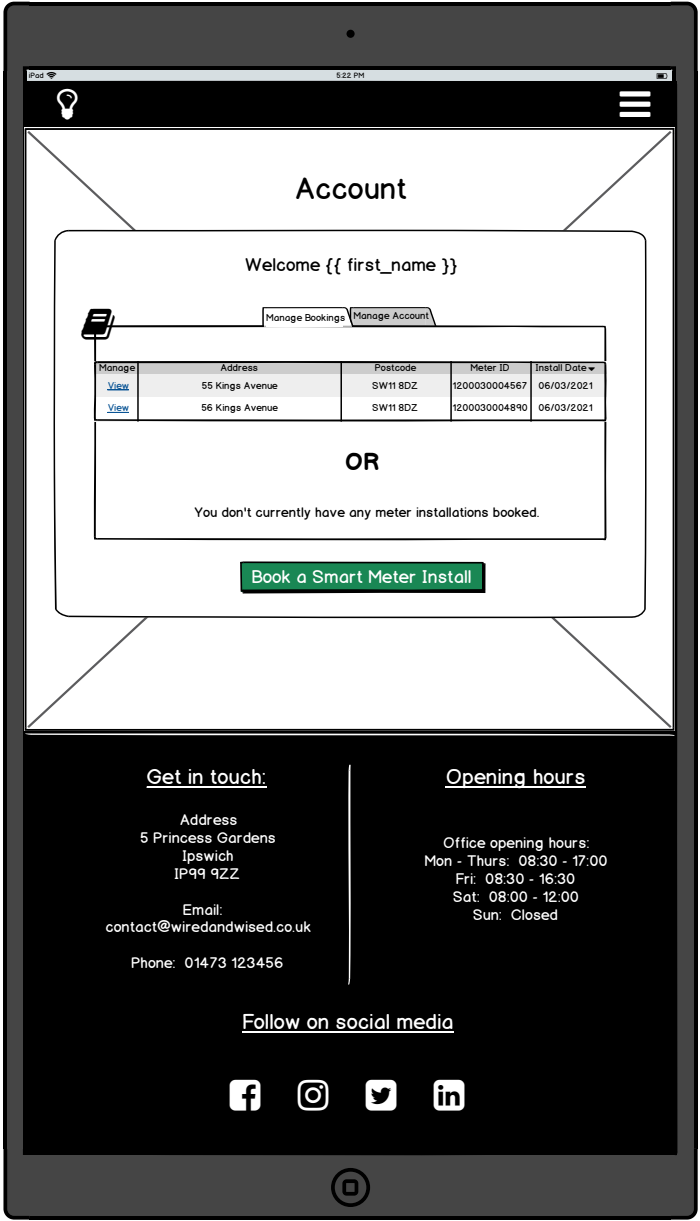 iPad 5:22 PM
Account
Welcome {{ first_name }}
Manage Bookings Manage Account
Manage Address Postcode Meter ID Install Date
View 55 Kings Avenue SW11 8DZ 1200030004567 06/03/2021
View 56 Kings Avenue SW11 8DZ 1200030004890 06/03/2021
OR
You don't currently have any meter installations booked.
Book a Smart Meter Install
Get in touch:
Address
5 Princess Gardens
Ipswich
IP99 9ZZ
Email:
contact@wiredandwised.co.uk
Phone: 01473 123456
Opening hours
Office opening hours:
Mon - Thurs: 08:30 - 17:00
Fri: 08:30 - 16:30
Sat: 08:00 - 12:00
Sun: Closed
Follow on social media